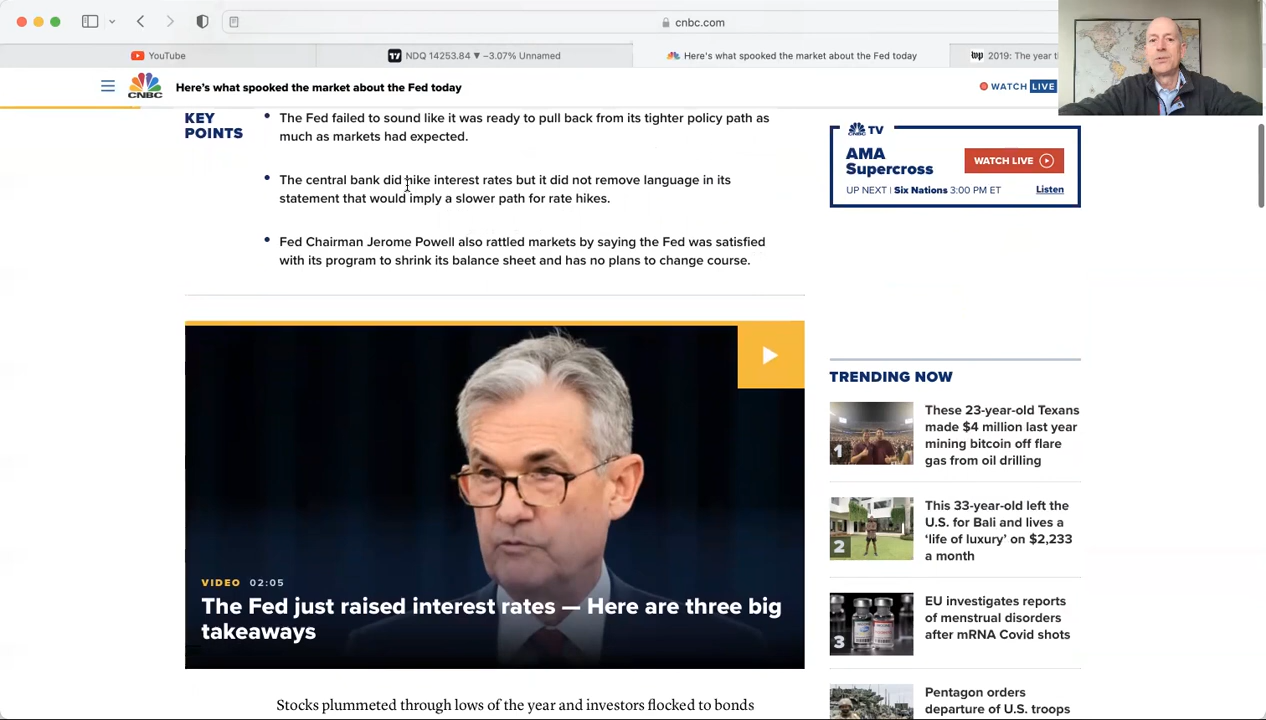 cnbc.com
YouTube
NDQ 14253.84 ▼ −3.07% Unnamed
Here's what spooked the market about the Fed today
2019: The year t
CNBC
Here's what spooked the market about the Fed today
WATCH LIVE
KEY
POINTS
The Fed failed to sound like it was ready to pull back from its tighter policy path as
much as markets had expected.
The central bank did hike interest rates but it did not remove language in its
statement that would imply a slower path for rate hikes.
Fed Chairman Jerome Powell also rattled markets by saying the Fed was satisfied
with its program to shrink its balance sheet and has no plans to change course.
VIDEO 02:05
The Fed just raised interest rates — Here are three big
takeaways
Stocks plummeted through lows of the year and investors flocked to bonds
TV
AMA
Supercross
WATCH LIVE
UP NEXT | Six Nations 3:00 PM ET
Listen
TRENDING NOW
1
These 23-year-old Texans
made $4 million last year
mining bitcoin off flare
gas from oil drilling
2
This 33-year-old left the
U.S. for Bali and lives a
‘life of luxury’ on $2,233
a month
3
EU investigates reports
of menstrual disorders
after mRNA Covid shots
Pentagon orders
departure of U.S. troops